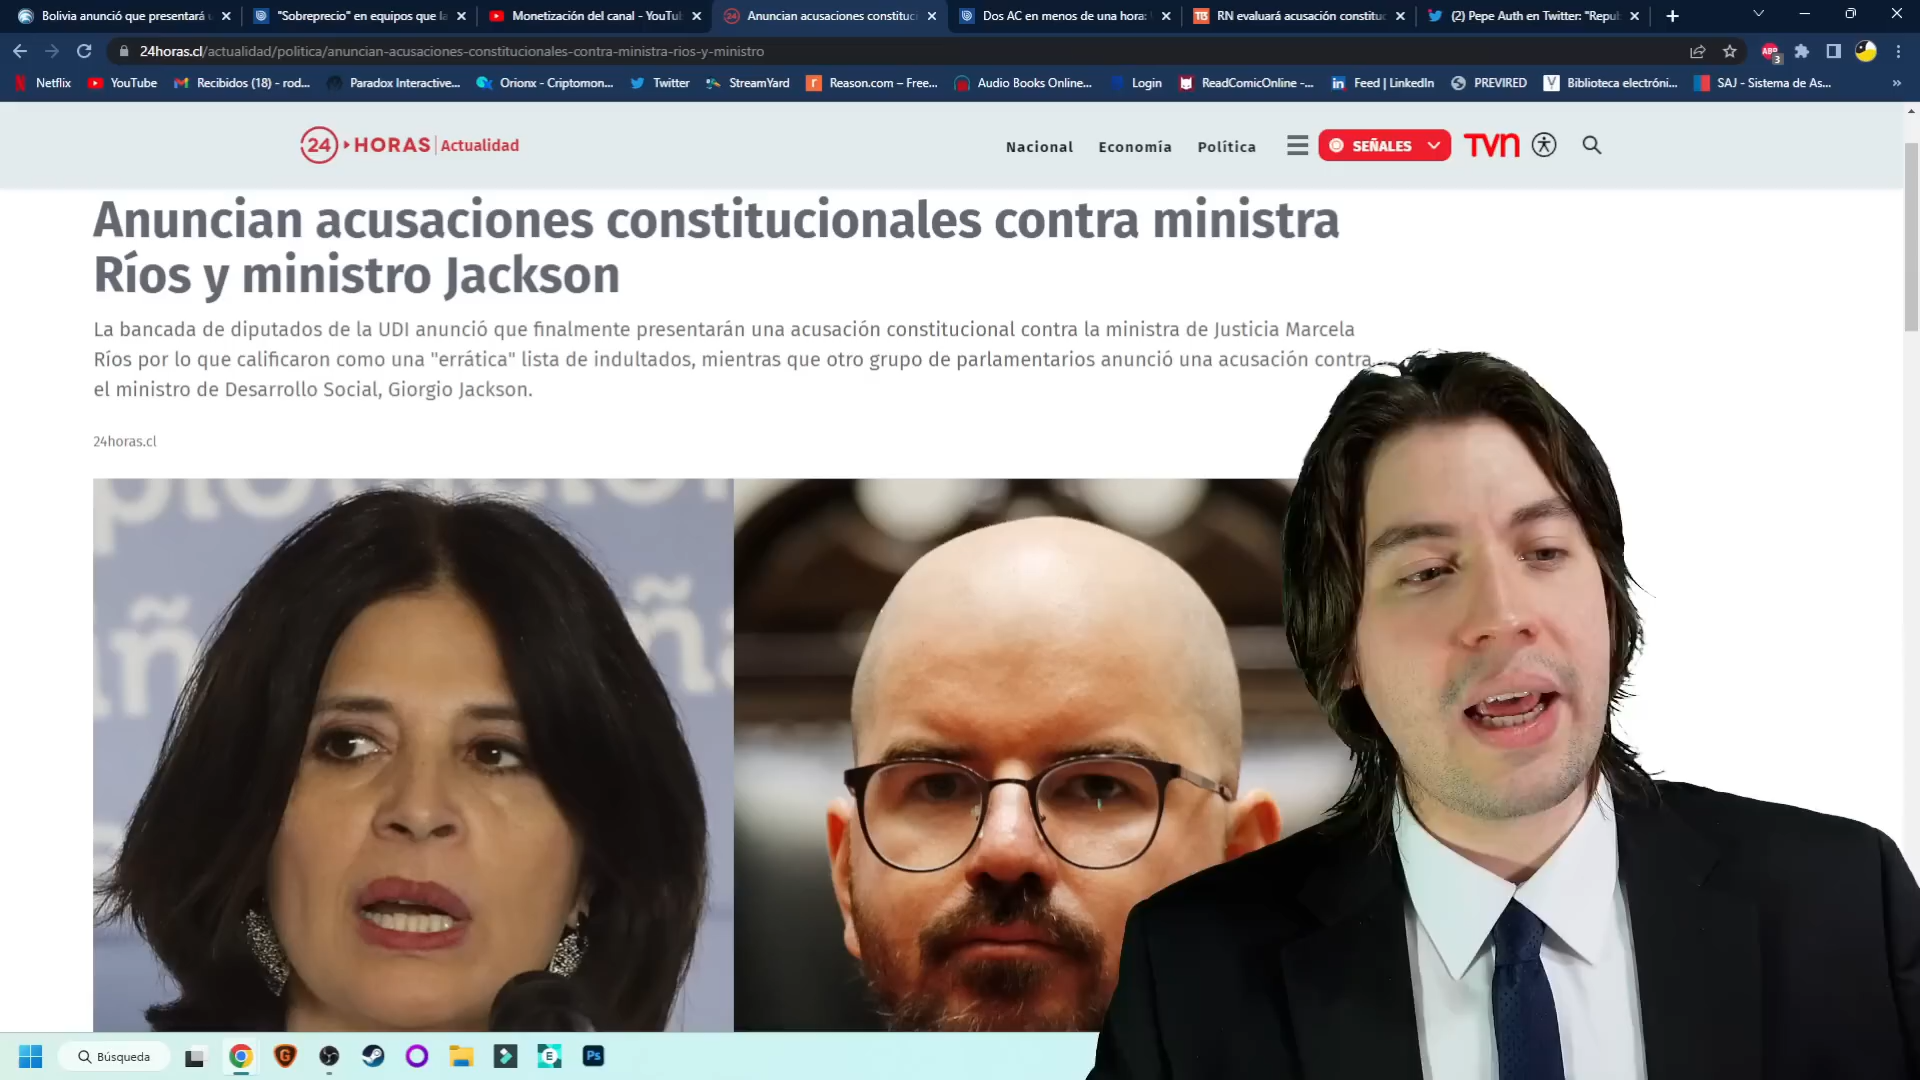 Bolivia anunció que presentará
"Sobreprecio" en equipos que
Monetización del canal - YouTu
Anuncian acusaciones constituci
Dos AC en menos de una hora:
RN evaluará acusación constituc
(2) Pepe Auth en Twitter: "Repu
24horas.cl/actualidad/politica/anuncian-acusaciones-constitucionales-contra-ministra-rios-y-ministro
ABP
3
Netflix
YouTube
Recibidos (18) - rod...
Paradox Interactive...
Orionx - Criptomon...
Twitter
StreamYard
Reason.com – Free...
Audio Books Online...
Login
ReadComicOnline -...
Feed | LinkedIn
PREVIRED
Biblioteca electróni...
SAJ - Sistema de As...
»
24 HORAS | Actualidad
Nacional
Economía
Política
SEÑALES
TVN
Anuncian acusaciones constitucionales contra ministra
Ríos y ministro Jackson
La bancada de diputados de la UDI anunció que finalmente presentarán una acusación constitucional contra la ministra de Justicia Marcela
Ríos por lo que calificaron como una "errática" lista de indultados, mientras que otro grupo de parlamentarios anunció una acusación contra
el ministro de Desarrollo Social, Giorgio Jackson.
24horas.cl
Búsqueda
Ps